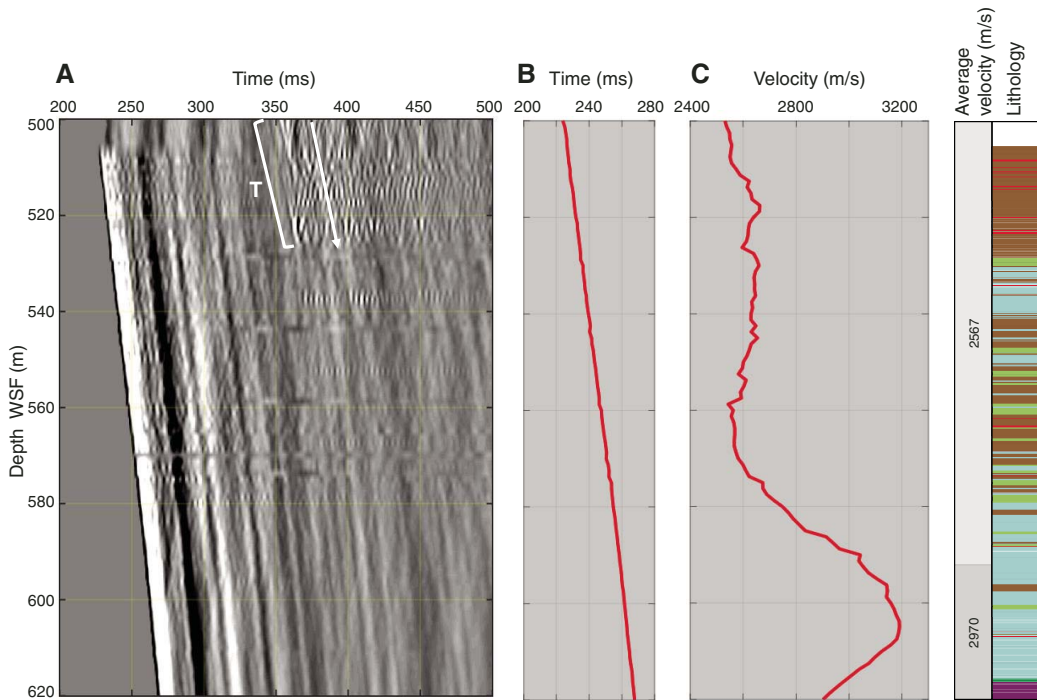 A
Time (ms)
200 250 300 350 400 450 500
500
520
540
560
580
600
620
Depth WSF (m)
T
B
Time (ms)
200 240 280
C
Velocity (m/s)
2400 2800 3200
Average
velocity (m/s)
Lithology
2567
2970